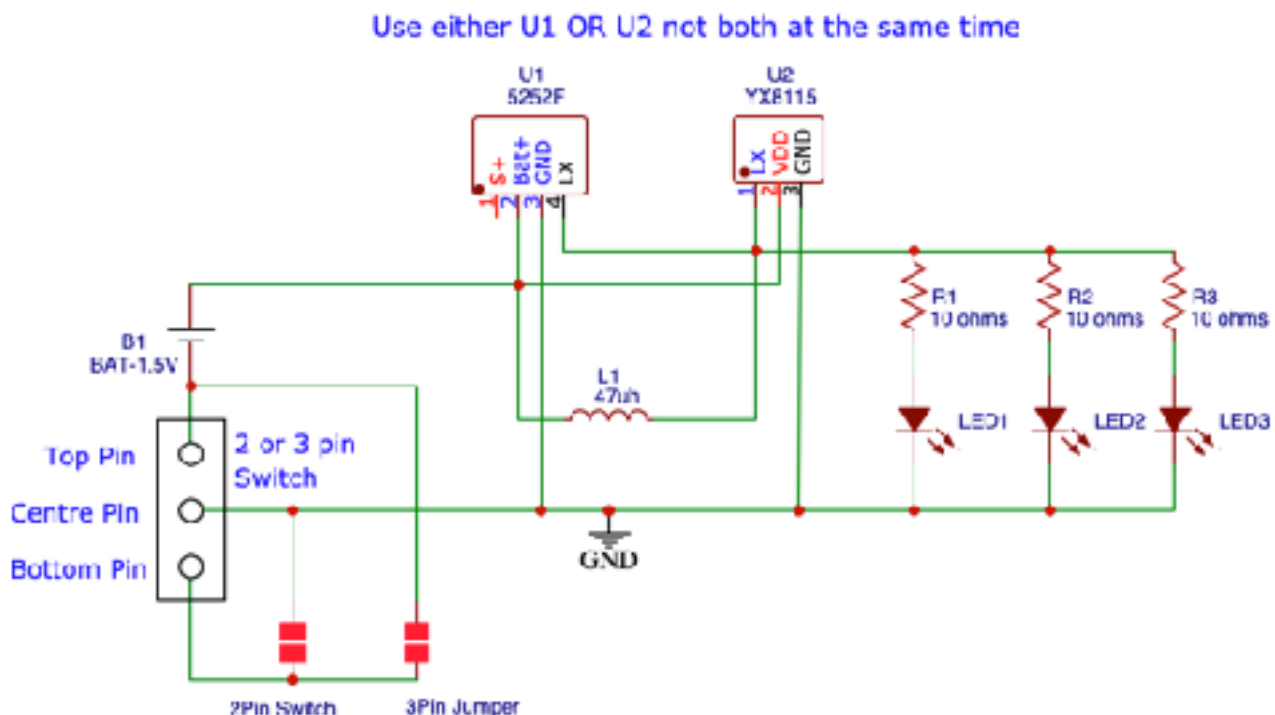 Use either U1 OR U2 not both at the same time
U1
5252F
U2
YX8115
S+
Bat+
GND
LX
1
2
3
4
LX
VDD
GND
1
2
3
B1
BAT-1.5V
L1
47uh
R1
10 ohms
R2
10 ohms
R3
10 ohms
LED1
LED2
LED3
2 or 3 pin
Switch
Top Pin
Centre Pin
Bottom Pin
GND
2Pin Switch
3Pin Jumper